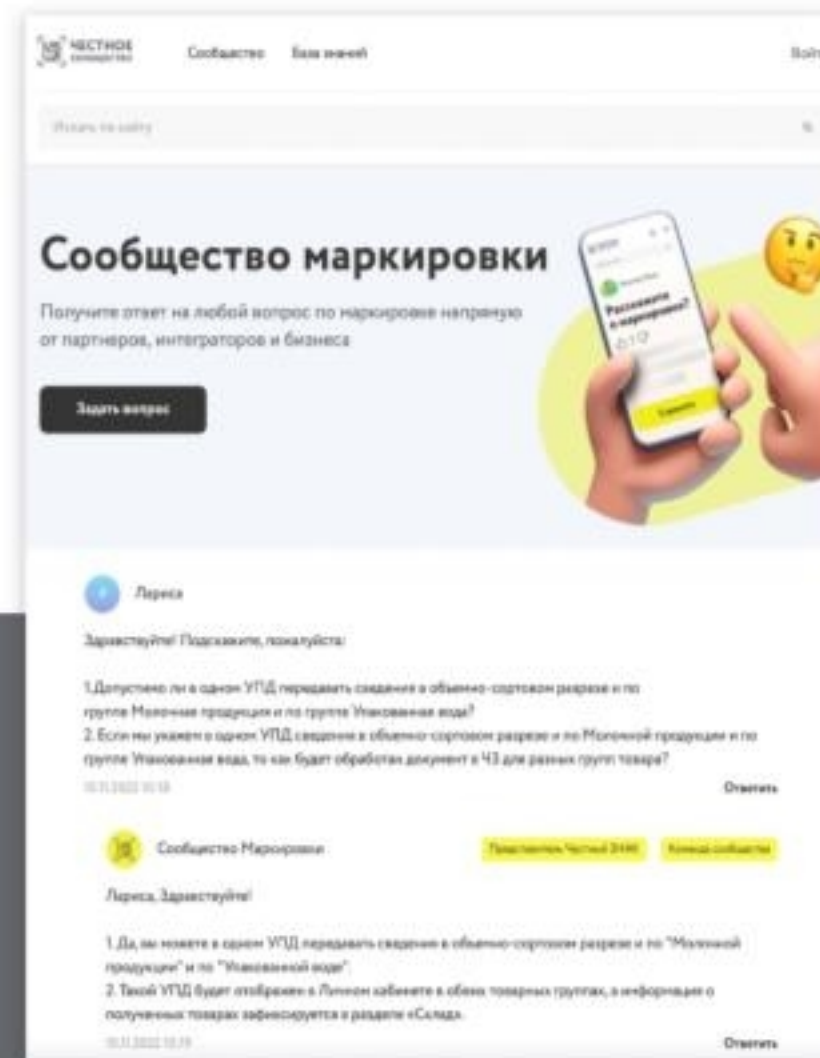 ЧЕСТНОЕ
сообщество
Сообщество База знаний Войти
Искать по сайту
Сообщество маркировки
Получите ответ на любой вопрос по маркировке напрямую
от партнеров, интеграторов и бизнеса
Задать вопрос
Расскажите
о маркировке?
Лариса
Здравствуйте! Подскажите, пожалуйста:
1.Допустимо ли в одном УПД передавать сведения в объемно-сортовом разрезе и по
группе Молочная продукция и по группе Упакованная вода?
2. Если мы укажем в одном УПД сведения в объемно-сортовом разрезе и по Молочной продукции и по
группе Упакованная вода, то как будет обработан документ в ЧЗ для разных групп товара?
Ответить
Сообщество Маркировки Представитель Честный ЗНАК Команда сообщества
Лариса, Здравствуйте!
1. Да, вы можете в одном УПД передавать сведения в объемно-сортовом разрезе и по "Молочной
продукции" и по "Упакованной воде".
2. Такой УПД будет отображен в Личном кабинете в обеих товарных группах, а информация о
полученных товарах зафиксируется в разделе «Склад».
Ответить